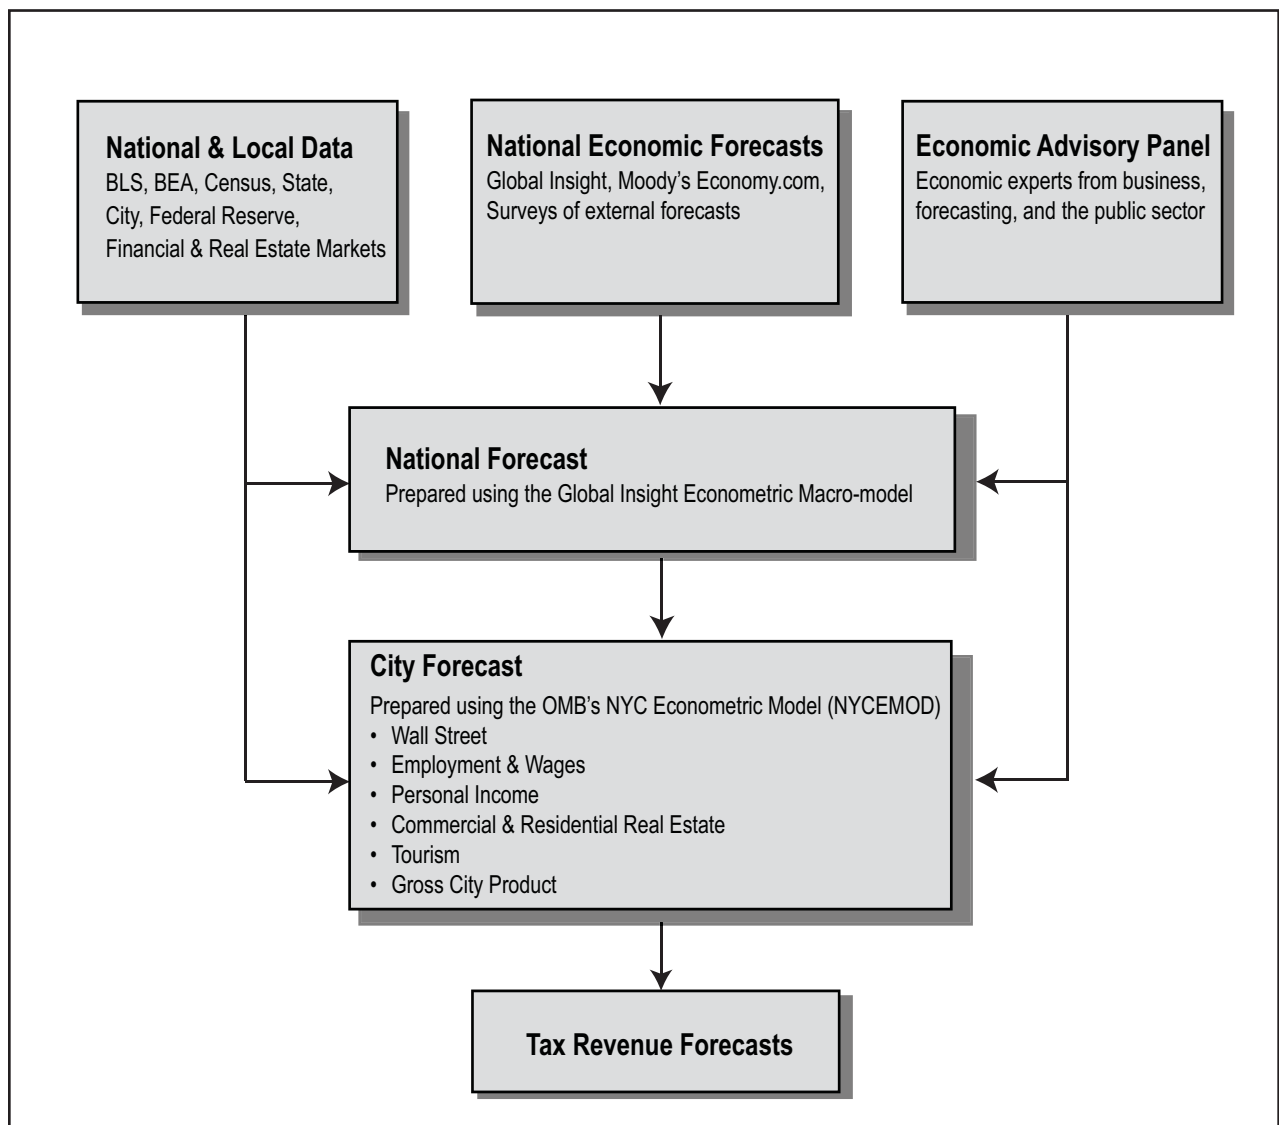 National & Local Data
BLS, BEA, Census, State,
City, Federal Reserve,
Financial & Real Estate Markets
National Economic Forecasts
Global Insight, Moody’s Economy.com,
Surveys of external forecasts
Economic Advisory Panel
Economic experts from business,
forecasting, and the public sector
National Forecast
Prepared using the Global Insight Econometric Macro-model
City Forecast
Prepared using the OMB’s NYC Econometric Model (NYCEMOD)
• Wall Street
• Employment & Wages
• Personal Income
• Commercial & Residential Real Estate
• Tourism
• Gross City Product
Tax Revenue Forecasts